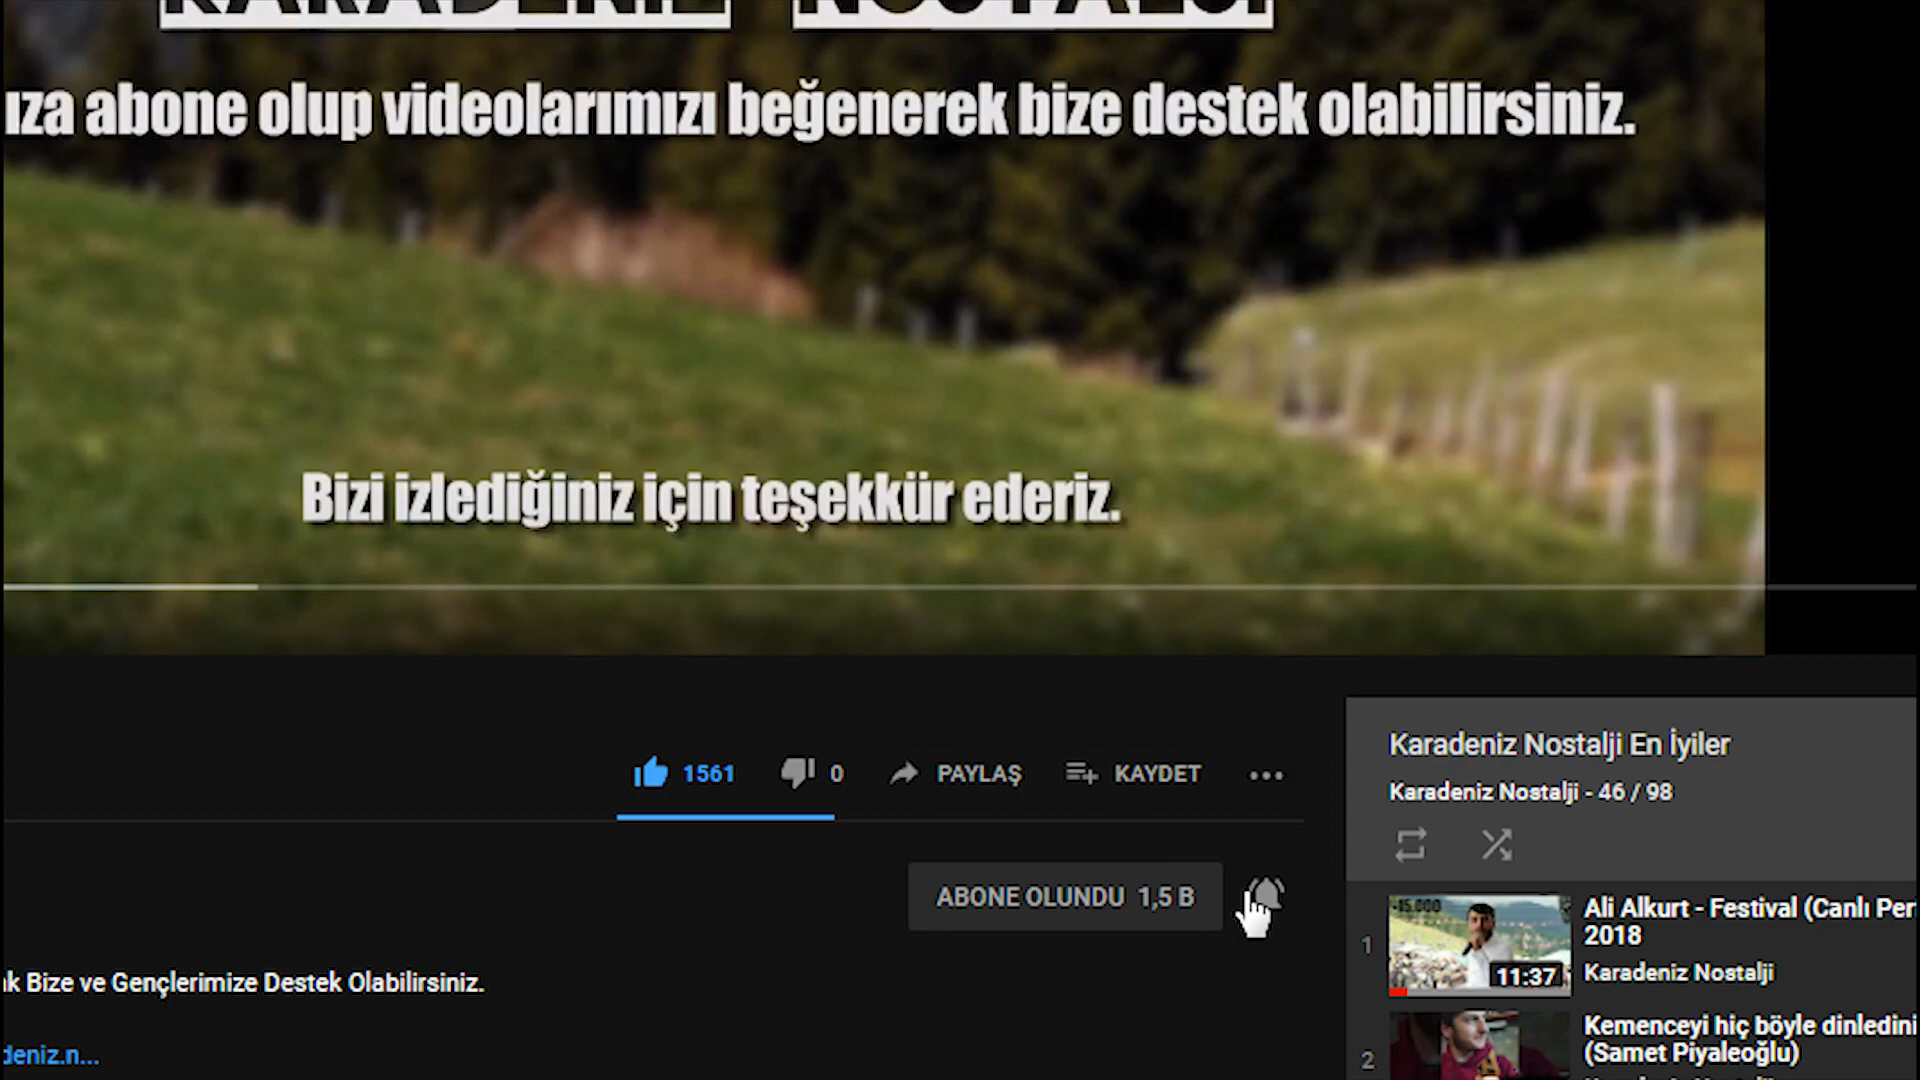 KARADENİZ NOSTALJİ
ıza abone olup videolarımızı beğenerek bize destek olabilirsiniz.
Bizi izlediğiniz için teşekkür ederiz.
1561 0 PAYLAŞ KAYDET
ABONE OLUNDU 1,5 B
ık Bize ve Gençlerimize Destek Olabilirsiniz.
deniz.n...
Karadeniz Nostalji En İyiler
Karadeniz Nostalji - 46 / 98
1
11:37
Ali Alkurt - Festival (Canlı Per
2018
Karadeniz Nostalji
2
Kemenceyi hiç böyle dinledini
(Samet Piyaleoğlu)